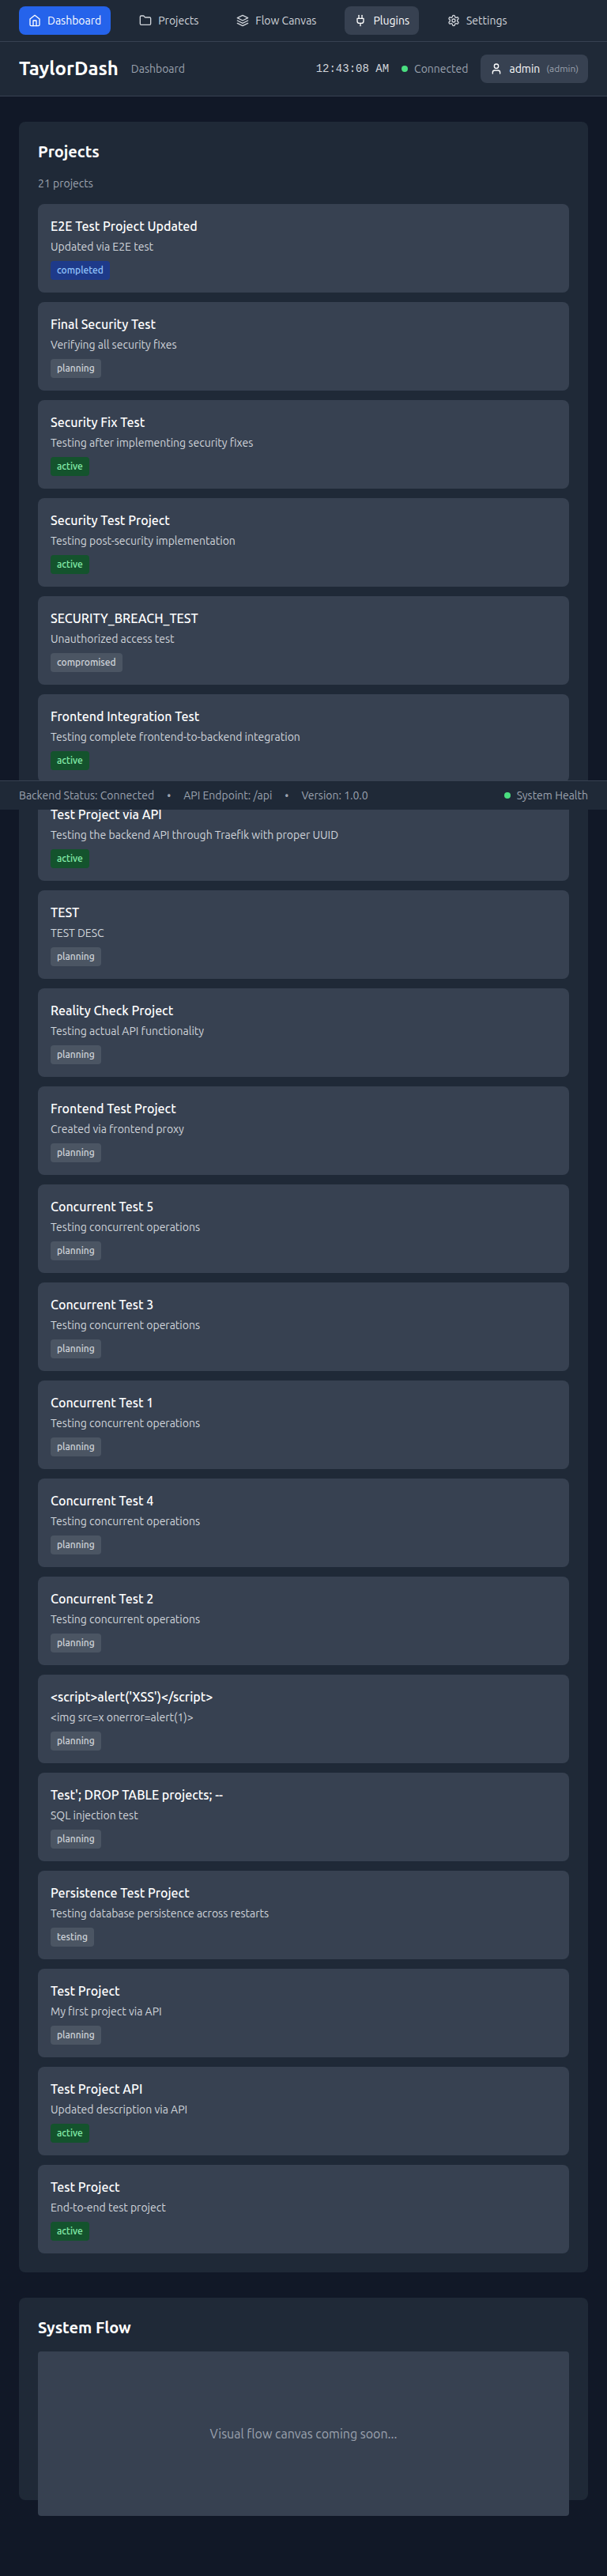 Dashboard Projects Flow Canvas Plugins Settings
TaylorDash Dashboard 12:43:08 AM Connected admin (admin)
Projects
21 projects
E2E Test Project Updated
Updated via E2E test
completed
Final Security Test
Verifying all security fixes
planning
Security Fix Test
Testing after implementing security fixes
active
Security Test Project
Testing post-security implementation
active
SECURITY_BREACH_TEST
Unauthorized access test
compromised
Frontend Integration Test
Testing complete frontend-to-backend integration
active
Backend Status: Connected • API Endpoint: /api • Version: 1.0.0 System Health
Test Project via API
Testing the backend API through Traefik with proper UUID
active
TEST
TEST DESC
planning
Reality Check Project
Testing actual API functionality
planning
Frontend Test Project
Created via frontend proxy
planning
Concurrent Test 5
Testing concurrent operations
planning
Concurrent Test 3
Testing concurrent operations
planning
Concurrent Test 1
Testing concurrent operations
planning
Concurrent Test 4
Testing concurrent operations
planning
Concurrent Test 2
Testing concurrent operations
planning
<script>alert('XSS')</script>
<img src=x onerror=alert(1)>
planning
Test'; DROP TABLE projects; --
SQL injection test
planning
Persistence Test Project
Testing database persistence across restarts
testing
Test Project
My first project via API
planning
Test Project API
Updated description via API
active
Test Project
End-to-end test project
active
System Flow
Visual flow canvas coming soon...